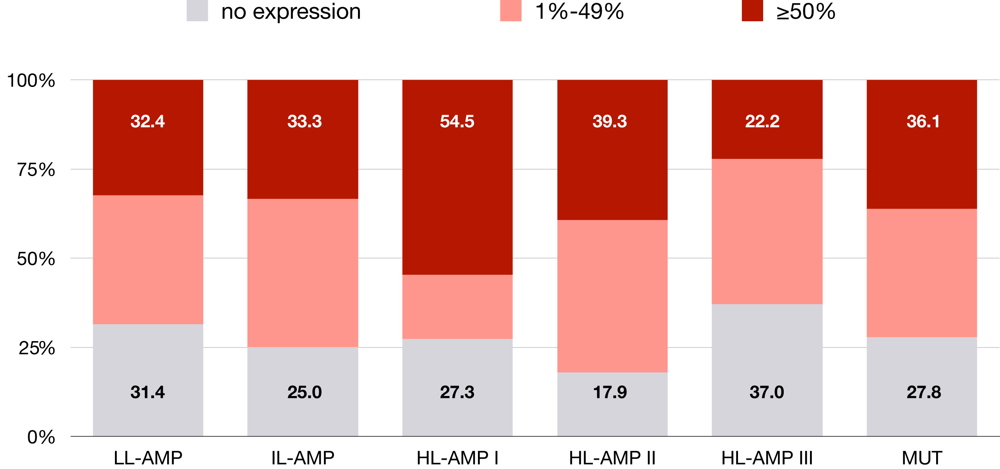 no expression 1%-49% ≥50%
100%
32.4 33.3 54.5 39.3 22.2 36.1
75%
50%
25%
31.4 25.0 27.3 17.9 37.0 27.8
0%
LL-AMP IL-AMP HL-AMP I HL-AMP II HL-AMP III MUT